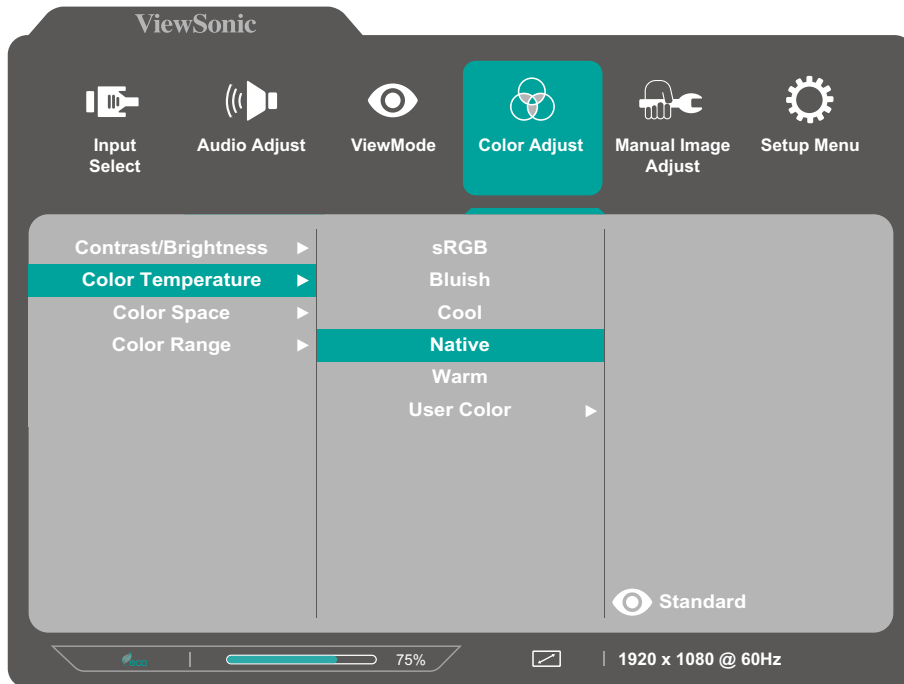 ViewSonic
Input Select
Audio Adjust
ViewMode
Color Adjust
Manual Image Adjust
Setup Menu
Contrast/Brightness
Color Temperature
Color Space
Color Range
sRGB
Bluish
Cool
Native
Warm
User Color
Standard
eco
75%
1920 x 1080 @ 60Hz